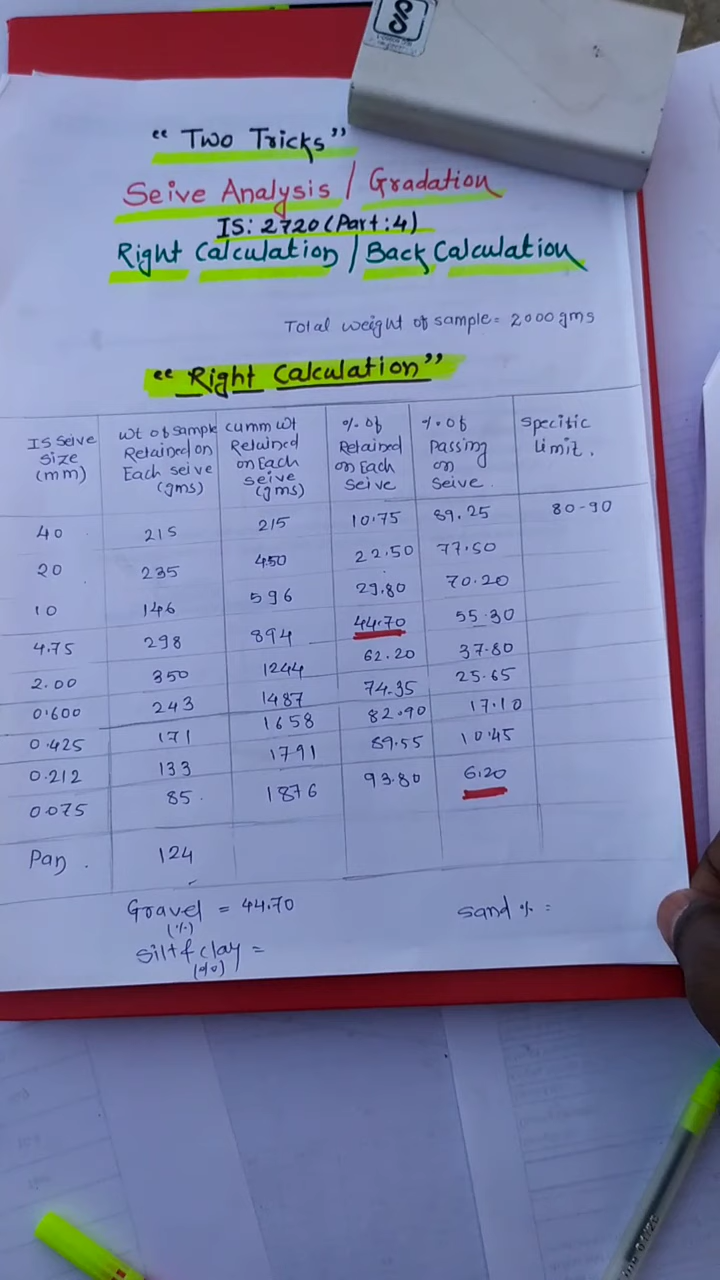 “Two Tricks”
Seive Analysis / Gradation
IS: 2720 (Part:4)
Right Calculation / Back Calculation
Total weight of sample = 2000 gms
“Right Calculation”
IS Seive size (mm) | wt of sample Retained on Each seive (gms) | cumm wt Retained on Each seive (gms) | % of Retained on Each seive | % of Passing on seive. | Specific limit.
40 | 215 | 215 | 10.75 | 89.25 | 80-90
20 | 235 | 450 | 22.50 | 77.50
10 | 146 | 596 | 29.80 | 70.20
4.75 | 298 | 894 | 44.70 | 55.30
2.00 | 350 | 1244 | 62.20 | 37.80
0.600 | 243 | 1487 | 74.35 | 25.65
0.425 | 171 | 1658 | 82.90 | 17.10
0.212 | 133 | 1791 | 89.55 | 10.45
0.075 | 85 | 1876 | 93.80 | 6.20
Pan. | 124
Gravel (%) = 44.70
Sand % =
Silt & clay (%) =